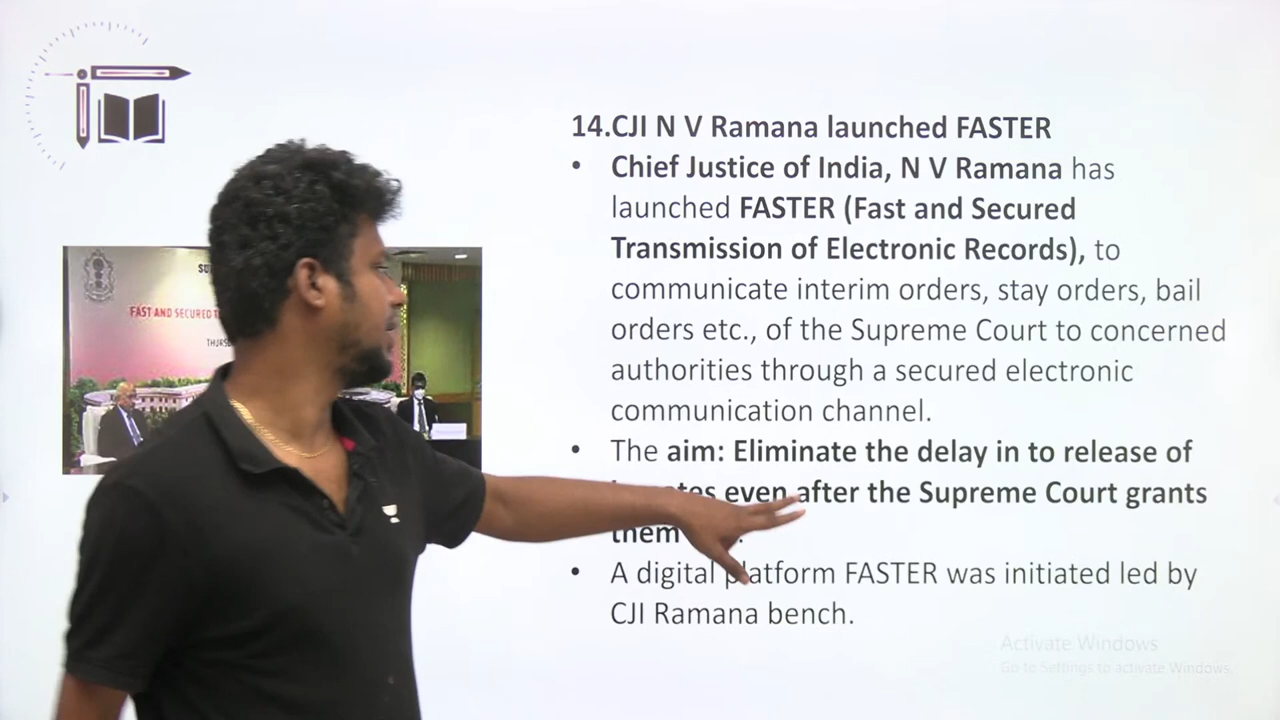 14.CJI N V Ramana launched FASTER
• Chief Justice of India, N V Ramana has
launched FASTER (Fast and Secured
Transmission of Electronic Records), to
communicate interim orders, stay orders, bail
orders etc., of the Supreme Court to concerned
authorities through a secured electronic
communication channel.
• The aim: Eliminate the delay in to release of
even after the Supreme Court grants
them
• A digital platform FASTER was initiated led by
CJI Ramana bench.
FAST AND SECURED
Activate Windows
Go to Settings to activate Windows.